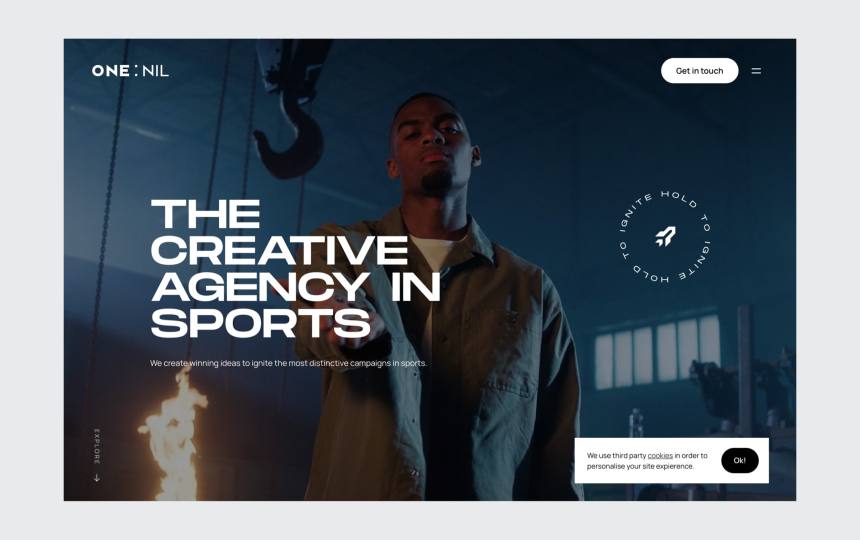 ONE:NIL
Get in touch
THE
CREATIVE
AGENCY IN
SPORTS
HOLD TO IGNITE HOLD TO IGNITE
We create winning ideas to ignite the most distinctive campaigns in sports.
EXPLORE
We use third party cookies in order to
personalise your site expierence.
Ok!